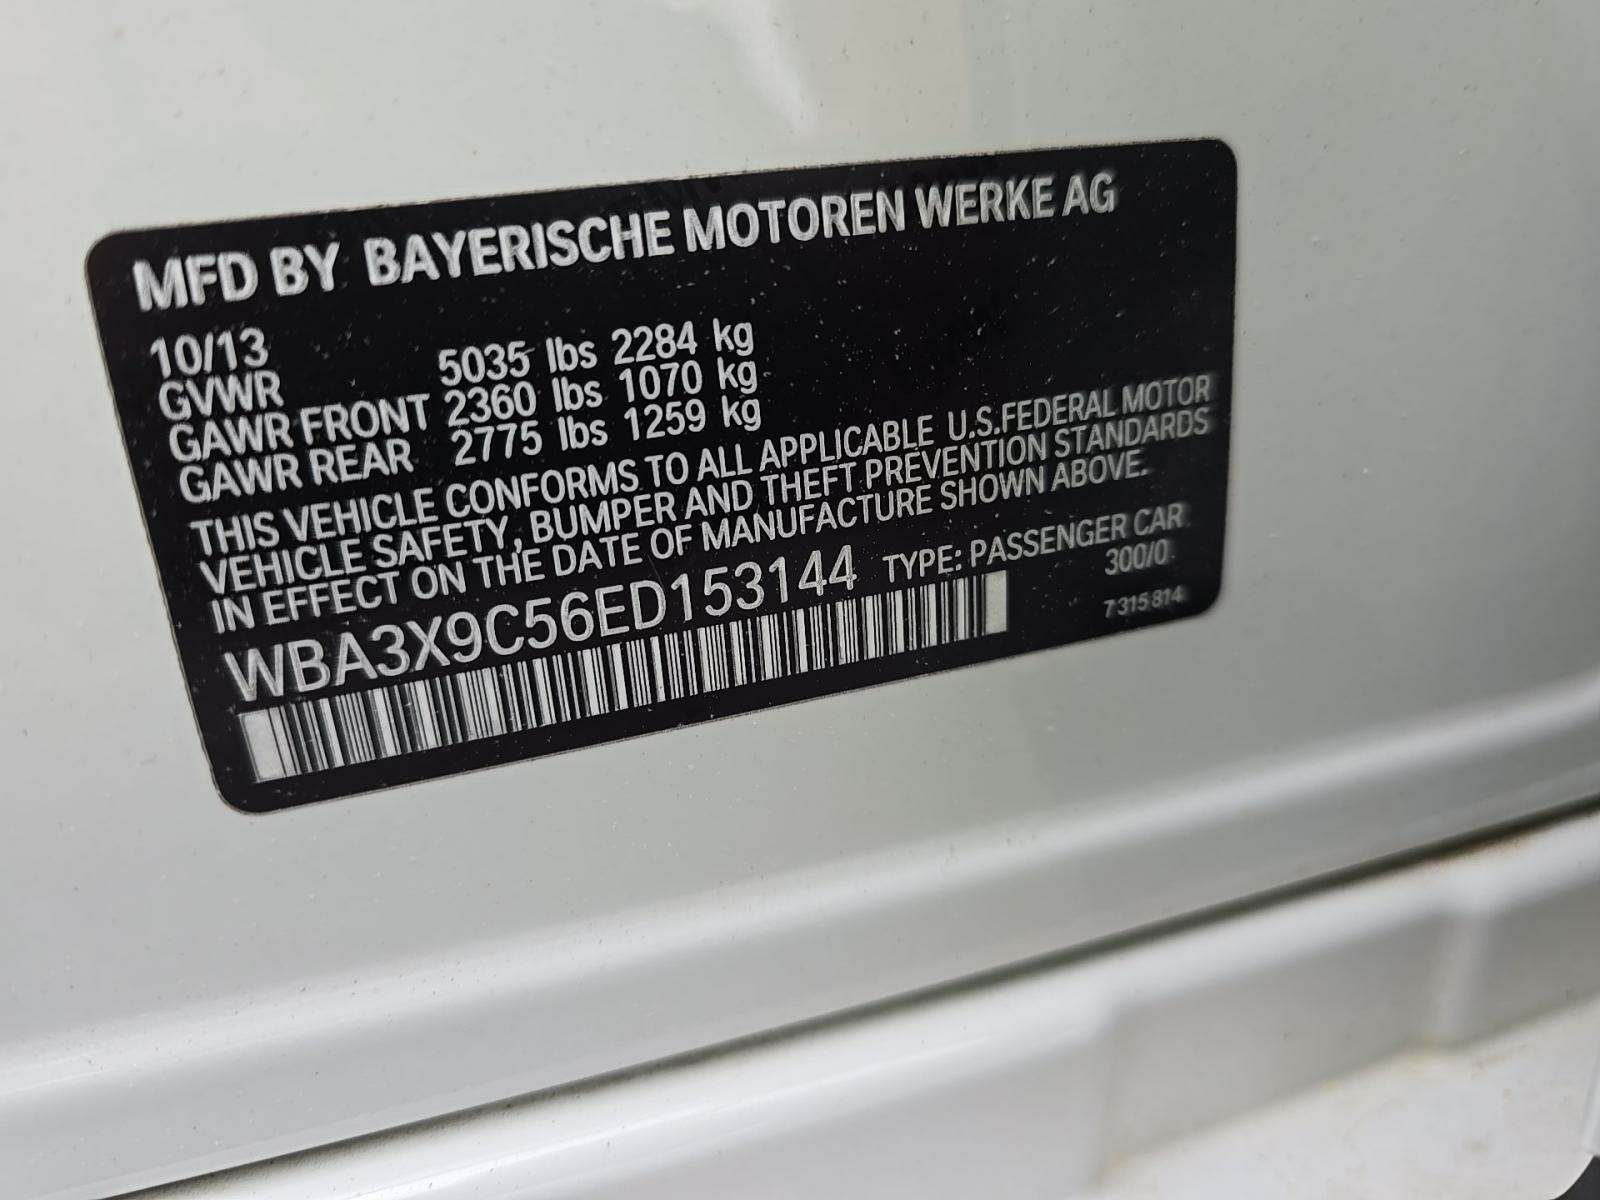 MFD BY BAYERISCHE MOTOREN WERKE AG
10/13
GVWR 5035 lbs 2284 kg
GAWR FRONT 2360 lbs 1070 kg
GAWR REAR 2775 lbs 1259 kg
THIS VEHICLE CONFORMS TO ALL APPLICABLE U.S.FEDERAL MOTOR
VEHICLE SAFETY, BUMPER AND THEFT PREVENTION STANDARDS
IN EFFECT ON THE DATE OF MANUFACTURE SHOWN ABOVE.
WBA3X9C56ED153144 TYPE: PASSENGER CAR
300/0
7 315 814